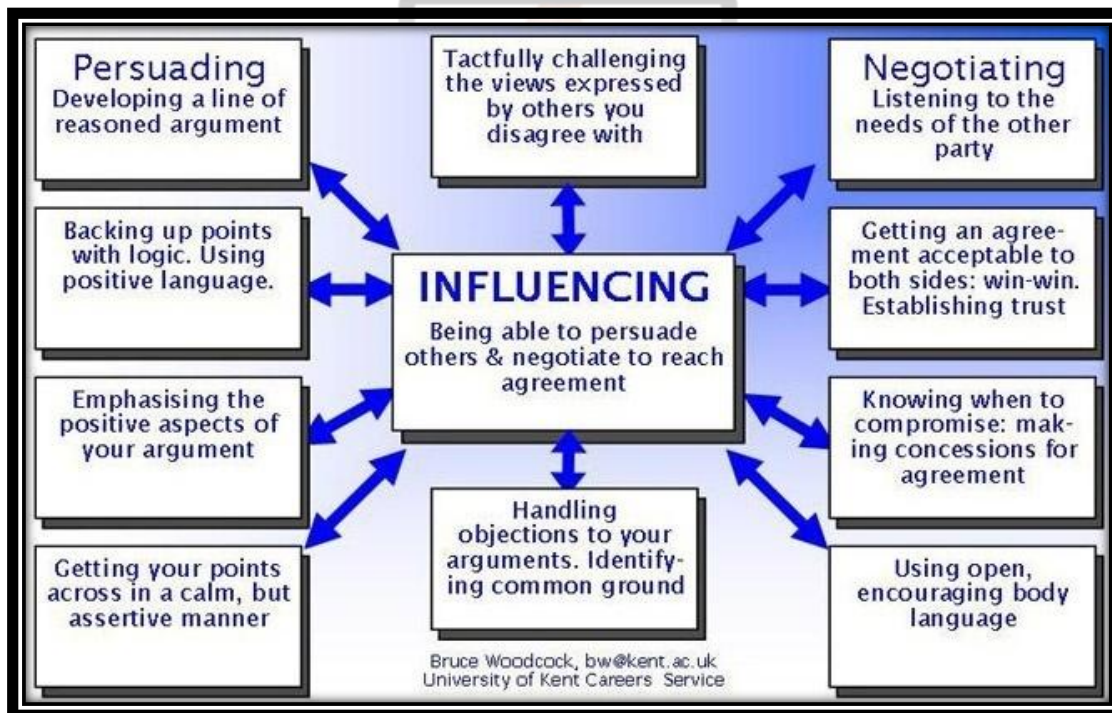 Persuading
Developing a line of
reasoned argument
Backing up points
with logic. Using
positive language.
Emphasising the
positive aspects of
your argument
Getting your points
across in a calm, but
assertive manner
Tactfully challenging
the views expressed
by others you
disagree with
INFLUENCING
Being able to persuade
others & negotiate to reach
agreement
Handling
objections to your
arguments. Identify-
ing common ground
Bruce Woodcock, bw@kent.ac.uk
University of Kent Careers Service
Negotiating
Listening to the
needs of the other
party
Getting an agree-
ment acceptable to
both sides: win-win.
Establishing trust
Knowing when to
compromise: mak-
ing concessions for
agreement
Using open,
encouraging body
language